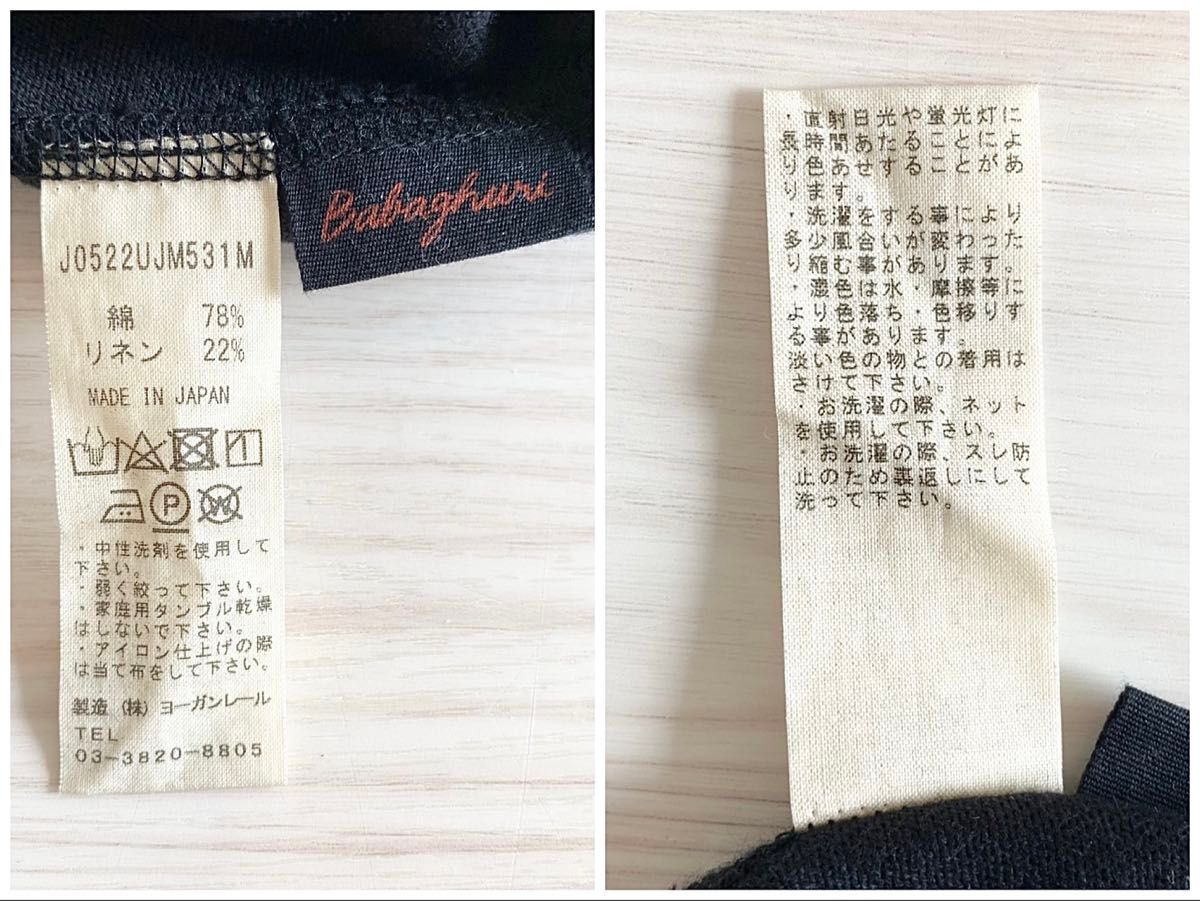 Babaghuri
J0522UJM531M
綿 78%
リネン 22%
MADE IN JAPAN
P W
・中性洗剤を使用して
下さい。
・弱く絞って下さい。
・家庭用タンブル乾燥
はしないで下さい。
・アイロン仕上げの際
は当て布をして下さい。
製造 (株) ヨーガンレール
TEL
03-3820-8805
・直射日光や蛍光灯に
長時間あたることによ
り色あせすることがあ
ります。
・洗濯をする事により
多少風合いが変わった
り縮む事があります。
・濃色は水・摩擦等に
より色落ち・色移りす
る事があります。
淡い色の物との着用は
さけて下さい。
・お洗濯の際、ネット
を使用して下さい。
・お洗濯の際、スレ防
止のため裏返しにして
洗って下さい。